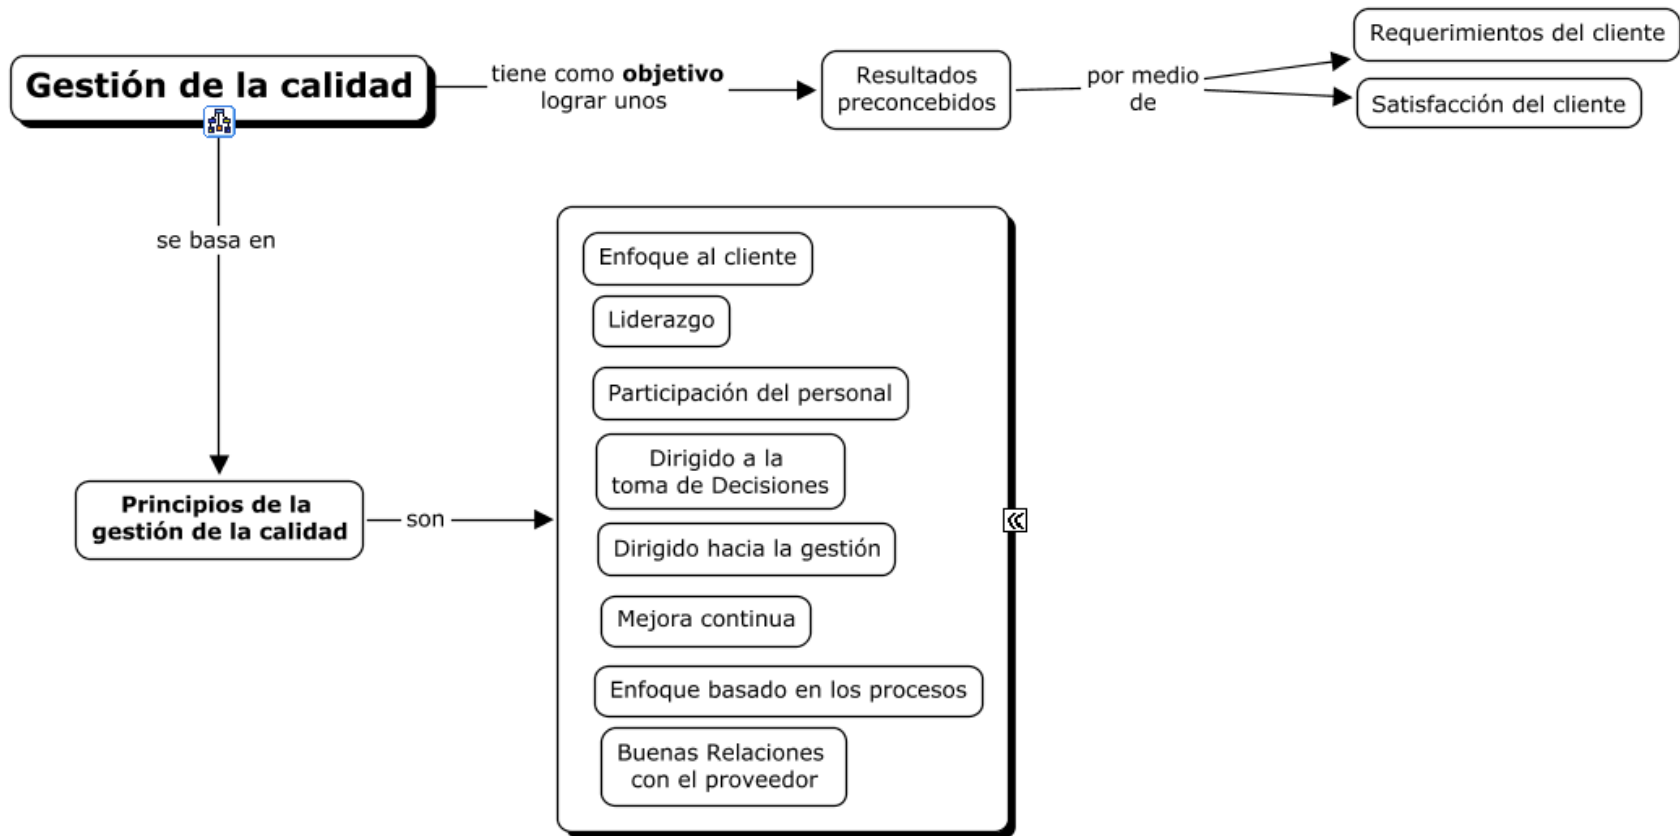 Gestión de la calidad
tiene como objetivo
lograr unos
Resultados
preconcebidos
por medio
de
Requerimientos del cliente
Satisfacción del cliente
se basa en
Principios de la
gestión de la calidad
son
Enfoque al cliente
Liderazgo
Participación del personal
Dirigido a la
toma de Decisiones
Dirigido hacia la gestión
Mejora continua
Enfoque basado en los procesos
Buenas Relaciones
con el proveedor